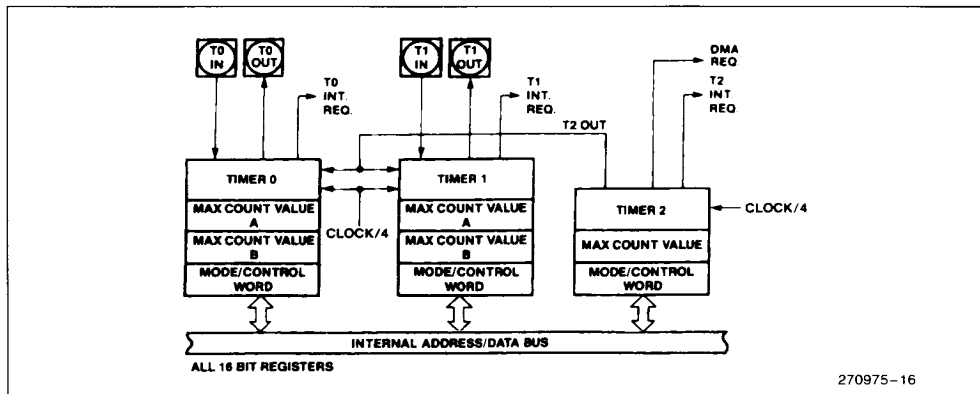 T0
IN
T0
OUT
T1
IN
T1
OUT
T0
INT.
REQ.
T1
INT.
REQ.
DMA
REQ.
T2
INT.
REQ.
T2 OUT
TIMER 0
MAX COUNT VALUE
A
MAX COUNT VALUE
B
MODE/CONTROL
WORD
CLOCK/4
TIMER 1
MAX COUNT VALUE
A
MAX COUNT VALUE
B
MODE/CONTROL
WORD
TIMER 2
MAX COUNT VALUE
MODE/CONTROL
WORD
CLOCK/4
INTERNAL ADDRESS/DATA BUS
ALL 16 BIT REGISTERS
270975-16